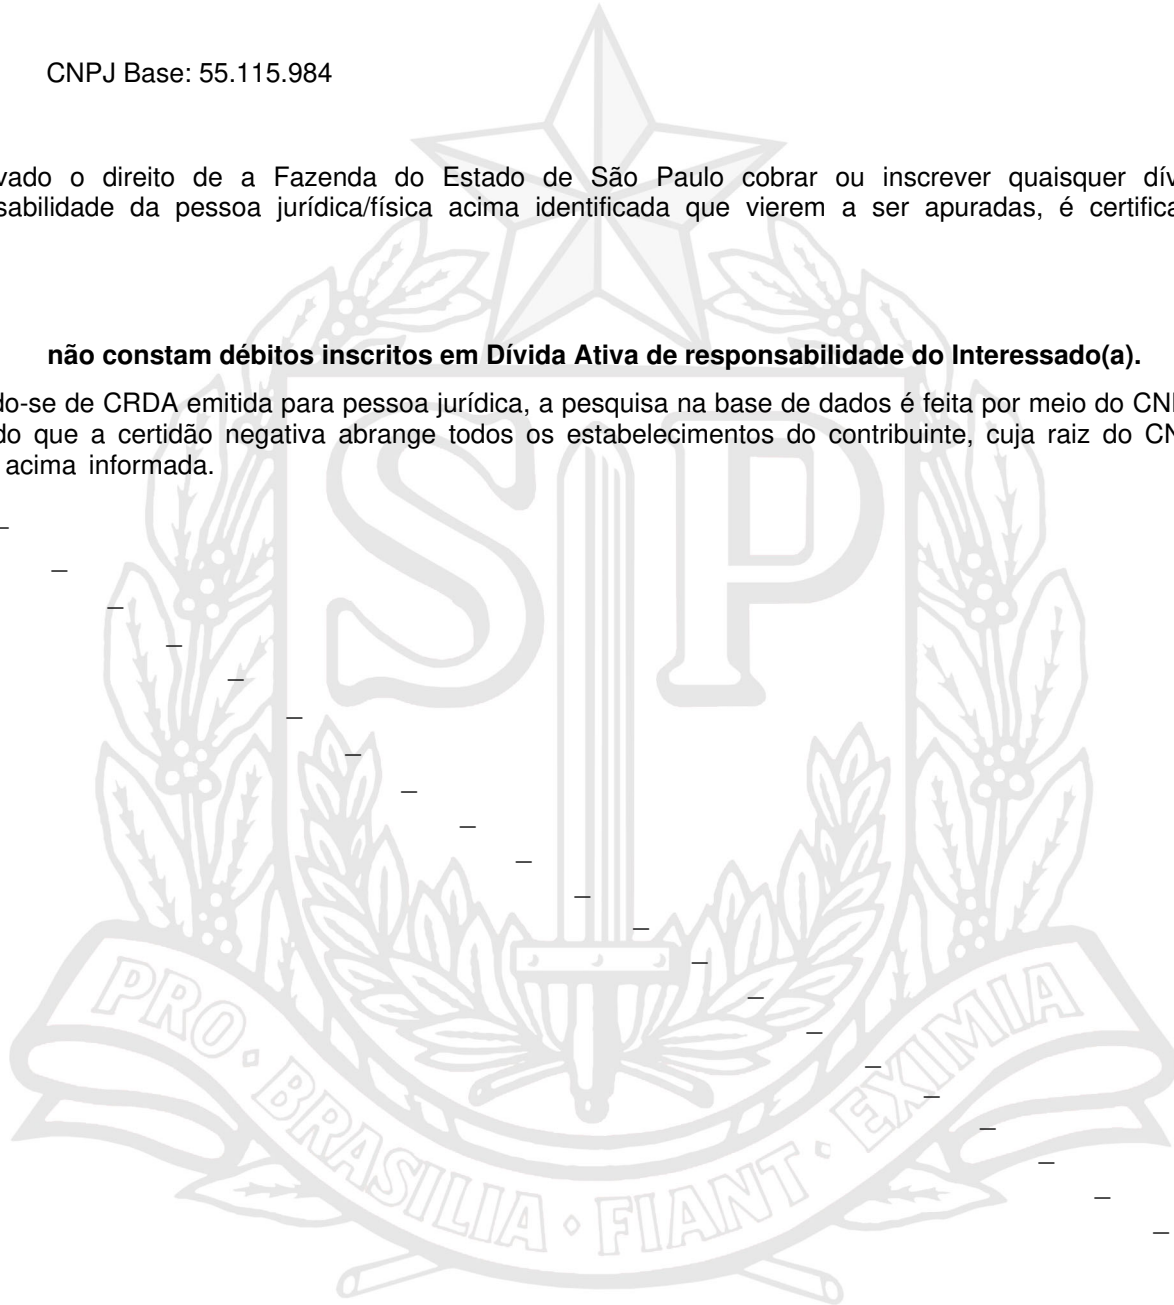 CNPJ Base: 55.115.984
vado o direito de a Fazenda do Estado de São Paulo cobrar ou inscrever quaisquer dív
sabilidade da pessoa jurídica/física acima identificada que vierem a ser apuradas, é certifica
não constam débitos inscritos em Dívida Ativa de responsabilidade do Interessado(a).
do-se de CRDA emitida para pessoa jurídica, a pesquisa na base de dados é feita por meio do CN
do que a certidão negativa abrange todos os estabelecimentos do contribuinte, cuja raiz do CN
acima informada.
SP
PRO · BRASILIA · FIANT · EXIMIA